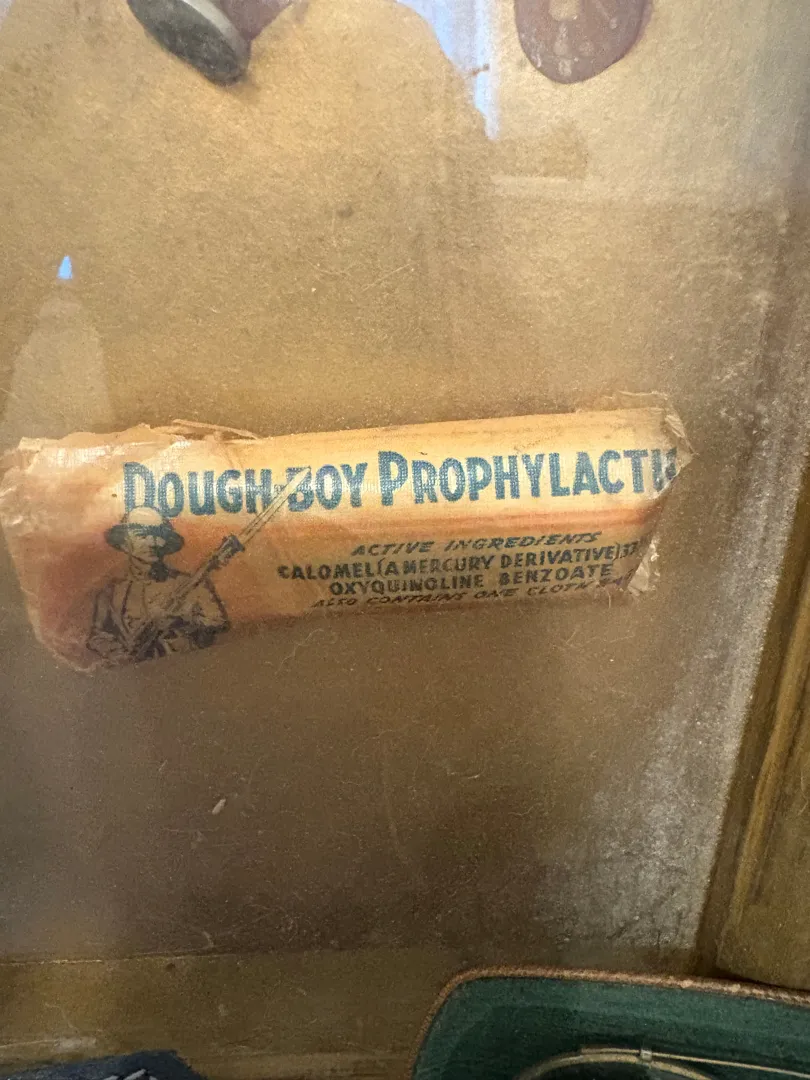 DOUGH-BOY PROPHYLACTI
ACTIVE INGREDIENTS
CALOMEL(A MERCURY DERIVATIVE)
OXYQUINOLINE BENZOATE
ALSO CONTAINS ONE CLOTH